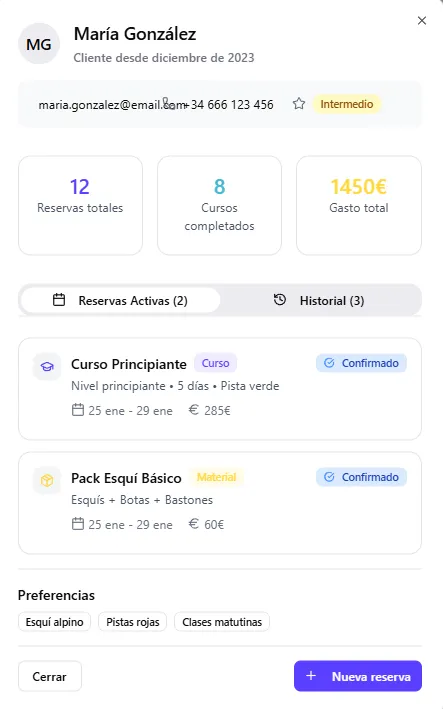 MG
María González
Cliente desde diciembre de 2023
maria.gonzalez@email.com +34 666 123 456 Intermedio
12
Reservas totales
8
Cursos
completados
1450€
Gasto total
Reservas Activas (2)
Historial (3)
Curso Principiante Curso Confirmado
Nivel principiante • 5 días • Pista verde
25 ene - 29 ene € 285€
Pack Esquí Básico Material Confirmado
Esquís + Botas + Bastones
25 ene - 29 ene € 60€
Preferencias
Esquí alpino Pistas rojas Clases matutinas
Cerrar
+ Nueva reserva